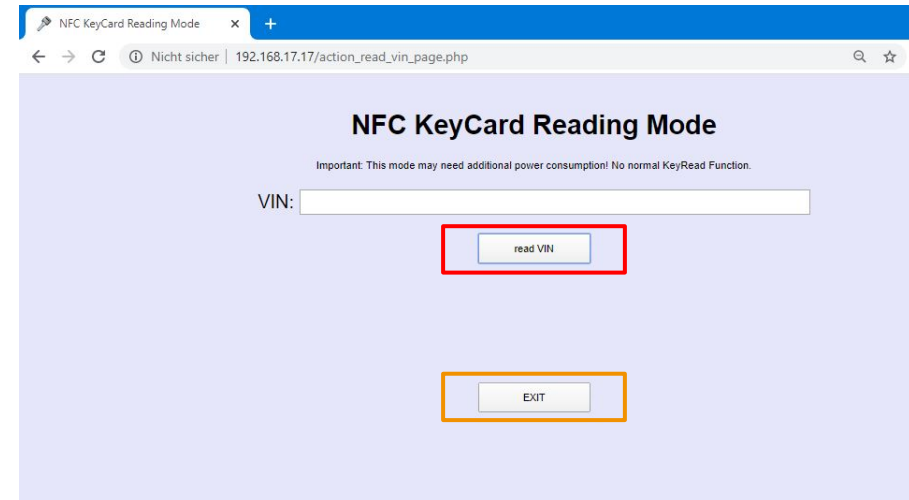 NFC KeyCard Reading Mode
Nicht sicher | 192.168.17.17/action_read_vin_page.php
NFC KeyCard Reading Mode
Important: This mode may need additional power consumption! No normal KeyRead Function.
VIN:
read VIN
EXIT